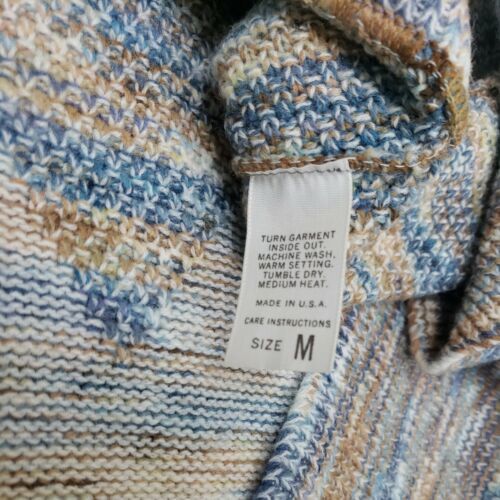 TURN GARMENT
INSIDE OUT.
MACHINE WASH,
WARM SETTING.
TUMBLE DRY.
MEDIUM HEAT.
MADE IN U.S.A.
CARE INSTRUCTIONS
SIZE M